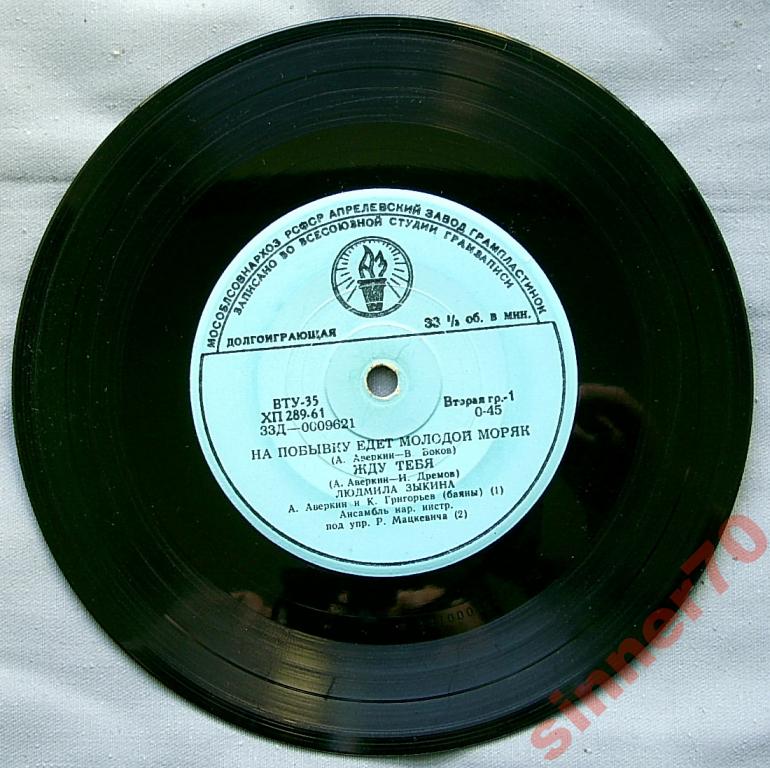 МОСОБЛСОВНАРХОЗ РСФСР АПРЕЛЕВСКИЙ ЗАВОД ГРАМПЛАСТИНОК
ЗАПИСАНО ВО ВСЕСОЮЗНОЙ СТУДИИ ГРАМЗАПИСИ
ДОЛГОИГРАЮЩАЯ 33 ⅓ об. в мин.
ВТУ-35 Вторая гр.-1
ХП 289-61 0-45
33Д—0009621
НА ПОБЫВКУ ЕДЕТ МОЛОДОЙ МОРЯК
(А. Аверкин—В. Боков)
ЖДУ ТЕБЯ
(А. Аверкин—И. Дремов)
ЛЮДМИЛА ЗЫКИНА
А. Аверкин и К. Григорьев (баяны) (1)
Ансамбль нар. инстр.
под упр. Р. Мацкевича (2)
sinner70